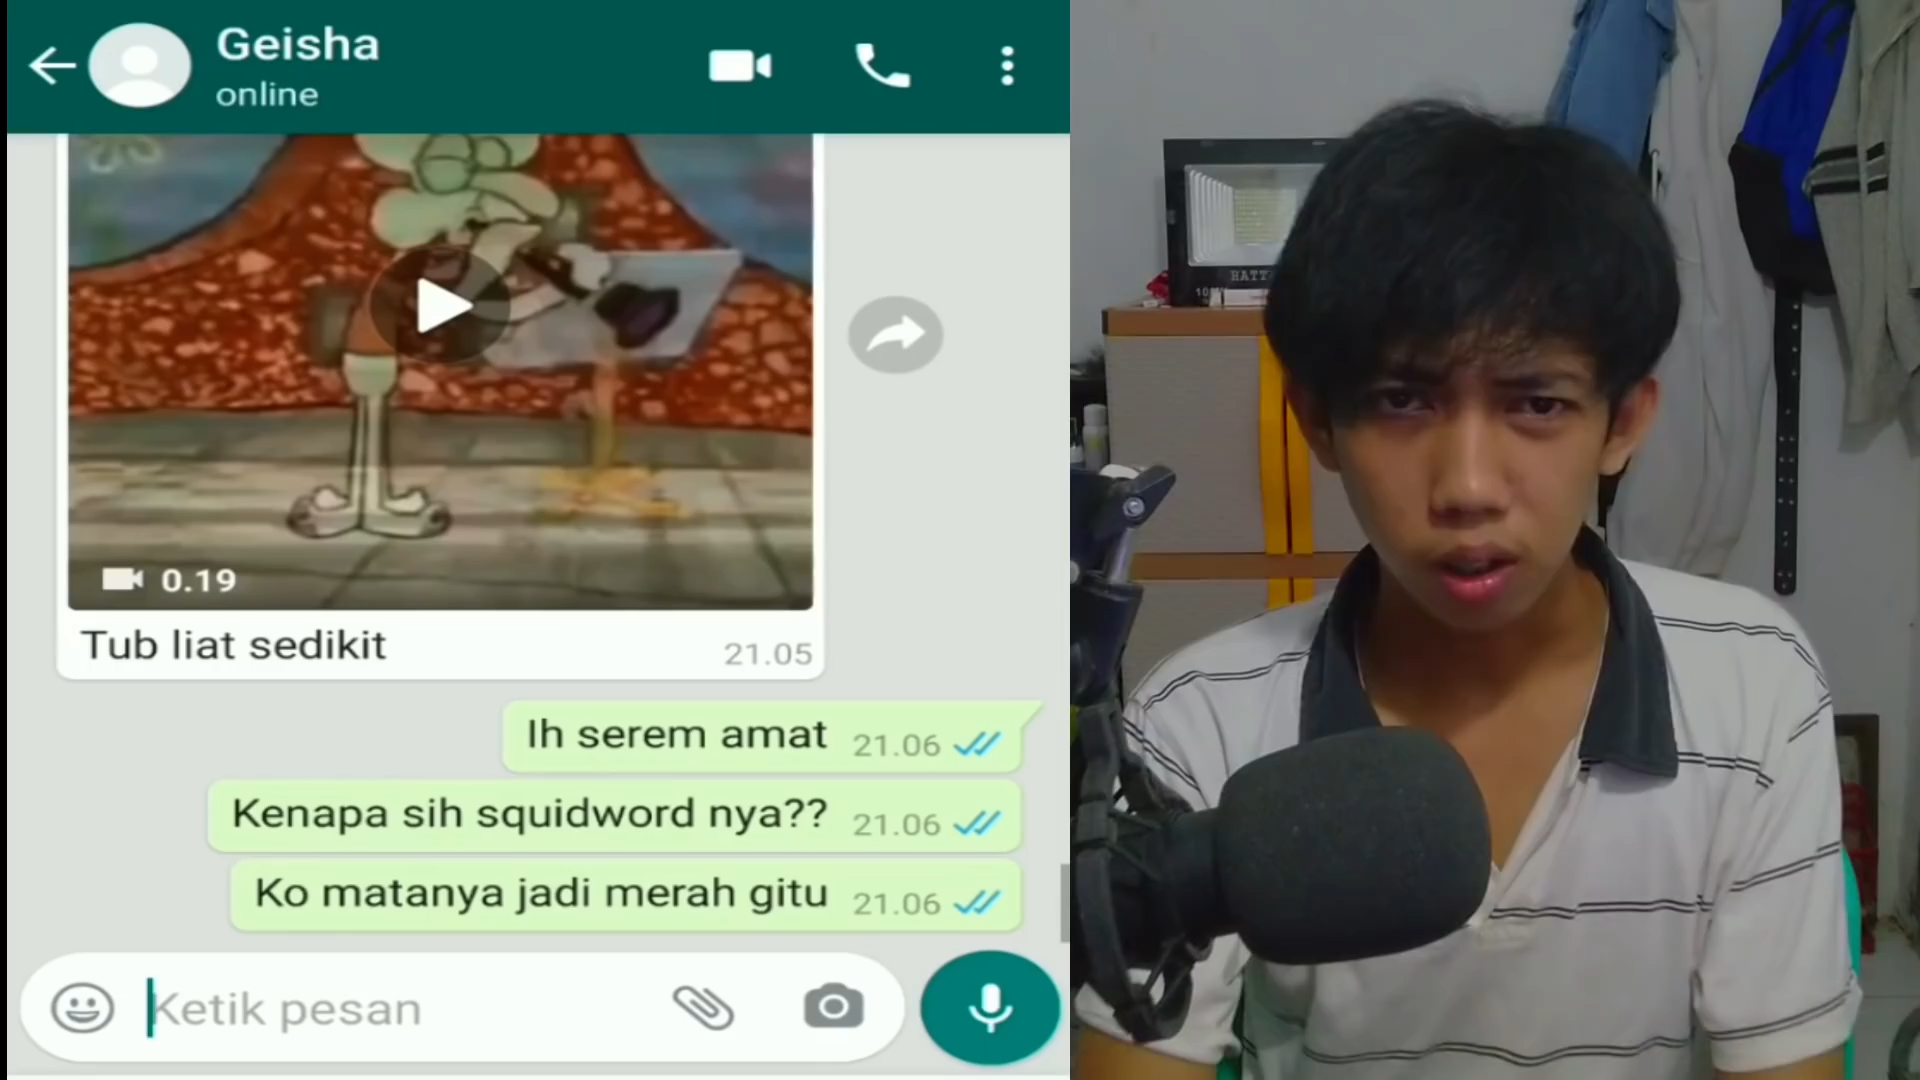 Geisha
online
0.19
Tub liat sedikit
21.05
Ih serem amat 21.06
Kenapa sih squidword nya?? 21.06
Ko matanya jadi merah gitu 21.06
Ketik pesan